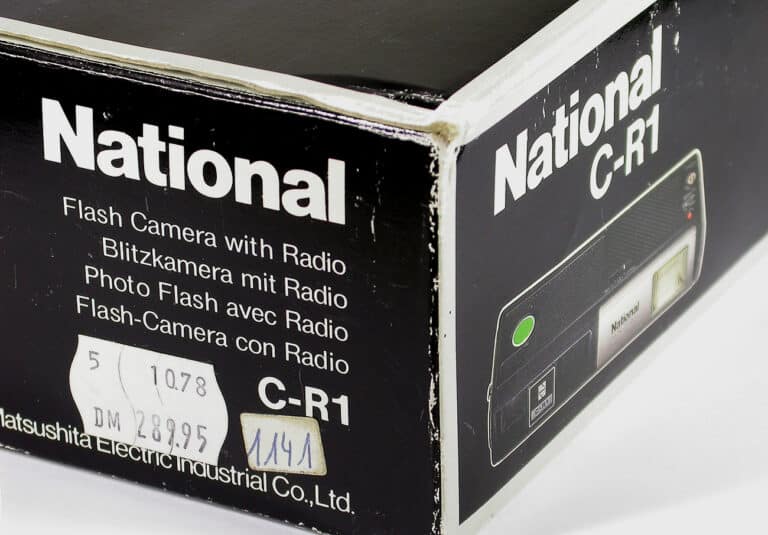 National
Flash Camera with Radio
Blitzkamera mit Radio
Photo Flash avec Radio
Flash-Camera con Radio
C-R1
5 10.78
DM 289.95
1141
Matsushita Electric Industrial Co.,Ltd.
National
C-R1
National